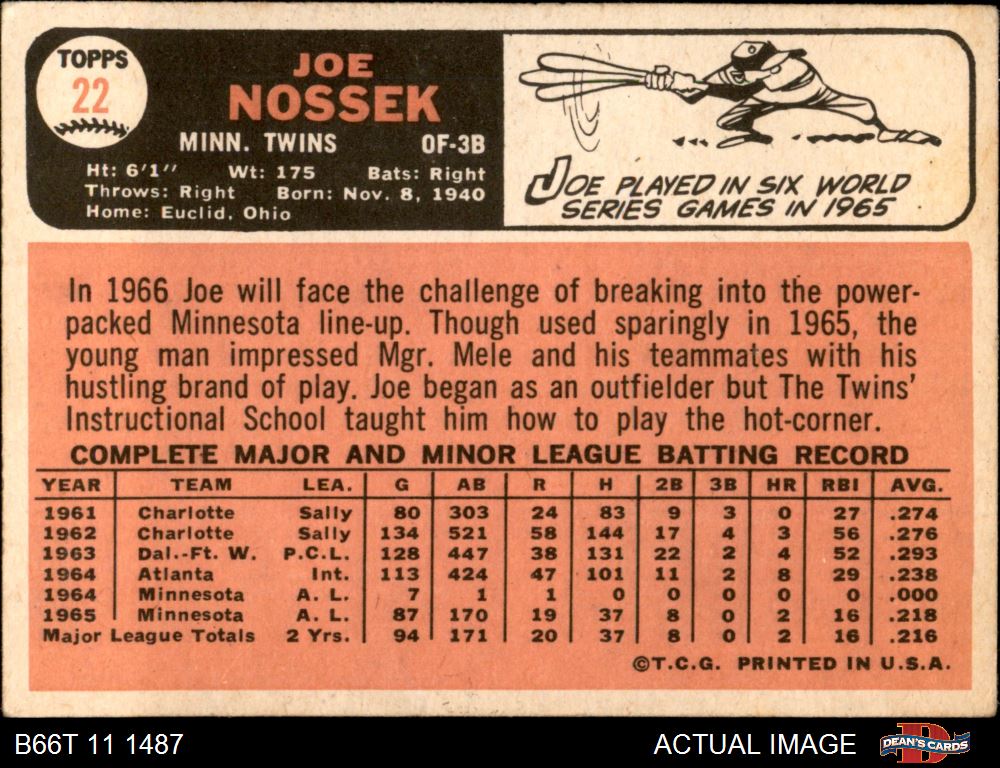 TOPPS
22
JOE
NOSSEK
MINN. TWINS OF-3B
Ht: 6'1" Wt: 175 Bats: Right
Throws: Right Born: Nov. 8, 1940
Home: Euclid, Ohio
JOE PLAYED IN SIX WORLD
SERIES GAMES IN 1965
In 1966 Joe will face the challenge of breaking into the power-
packed Minnesota line-up. Though used sparingly in 1965, the
young man impressed Mgr. Mele and his teammates with his
hustling brand of play. Joe began as an outfielder but The Twins'
Instructional School taught him how to play the hot-corner.
COMPLETE MAJOR AND MINOR LEAGUE BATTING RECORD
YEAR TEAM LEA. G AB R H 2B 3B HR RBI AVG.
1961 Charlotte Sally 80 303 24 83 9 3 0 27 .274
1962 Charlotte Sally 134 521 58 144 17 4 3 56 .276
1963 Dal.-Ft. W. P.C.L. 128 447 38 131 22 2 4 52 .293
1964 Atlanta Int. 113 424 47 101 11 2 8 29 .238
1964 Minnesota A. L. 7 1 1 0 0 0 0 0 .000
1965 Minnesota A. L. 87 170 19 37 8 0 2 16 .218
Major League Totals 2 Yrs. 94 171 20 37 8 0 2 16 .216
©T.C.G. PRINTED IN U.S.A.
B66T 11 1487 ACTUAL IMAGE DEAN'S CARDS